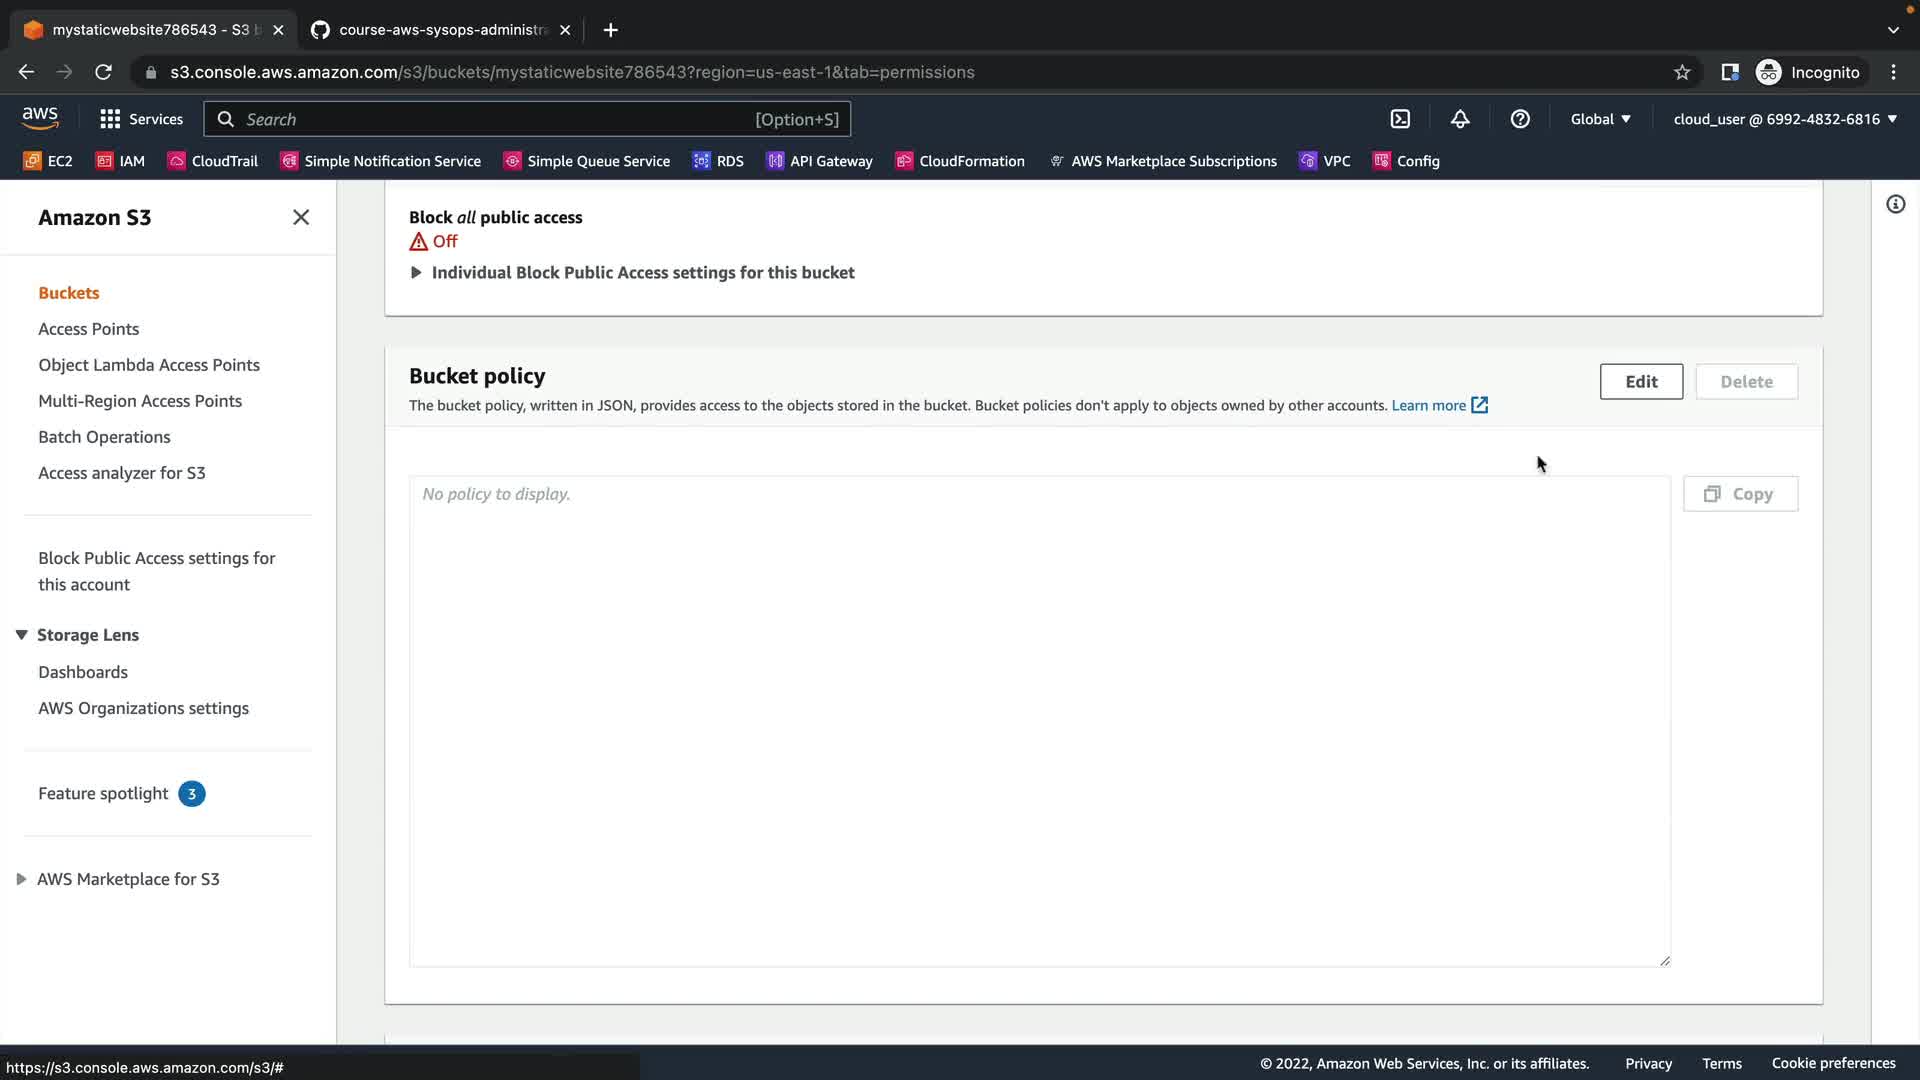 mystaticwebsite786543 - S3 b
course-aws-sysops-administra
s3.console.aws.amazon.com/s3/buckets/mystaticwebsite786543?region=us-east-1&tab=permissions
Incognito
aws
Services
Search
[Option+S]
Global
cloud_user @ 6992-4832-6816
EC2
IAM
CloudTrail
Simple Notification Service
Simple Queue Service
RDS
API Gateway
CloudFormation
AWS Marketplace Subscriptions
VPC
Config
Amazon S3
Buckets
Access Points
Object Lambda Access Points
Multi-Region Access Points
Batch Operations
Access analyzer for S3
Block Public Access settings for
this account
Storage Lens
Dashboards
AWS Organizations settings
Feature spotlight 3
AWS Marketplace for S3
Block all public access
Off
Individual Block Public Access settings for this bucket
Bucket policy
Edit
Delete
The bucket policy, written in JSON, provides access to the objects stored in the bucket. Bucket policies don't apply to objects owned by other accounts. Learn more
No policy to display.
Copy
https://s3.console.aws.amazon.com/s3/#
© 2022, Amazon Web Services, Inc. or its affiliates.
Privacy
Terms
Cookie preferences